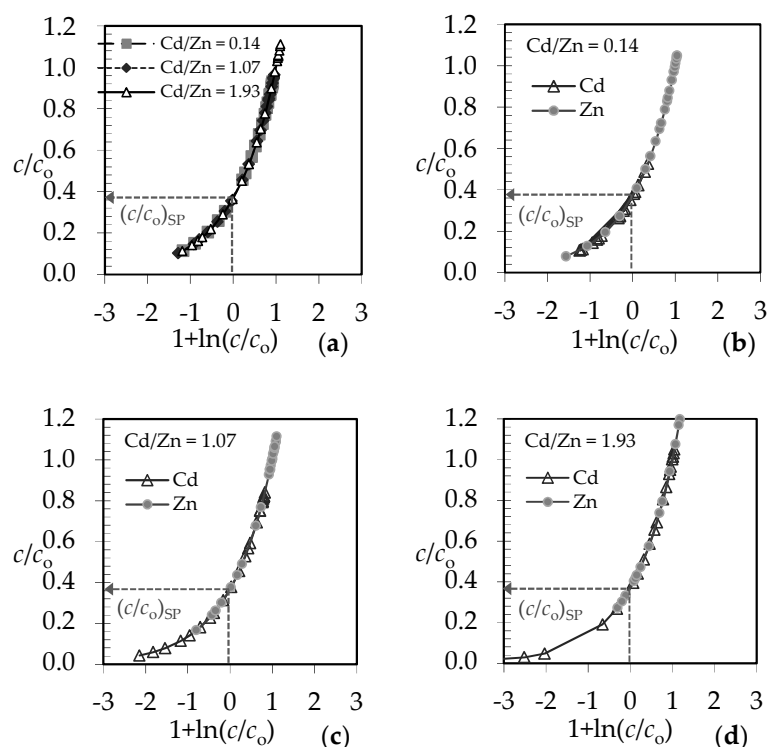 1.2
1.0
0.8
0.6
0.4
0.2
0.0
c/cₒ
Cd/Zn = 0.14
Cd/Zn = 1.07
Cd/Zn = 1.93
(c/cₒ)SP
-3 -2 -1 0 1 2 3
1+ln(c/cₒ) (a)
1.2
1.0
0.8
0.6
0.4
0.2
0.0
c/cₒ
Cd/Zn = 0.14
Cd
Zn
(c/cₒ)SP
-3 -2 -1 0 1 2 3
1+ln(c/cₒ) (b)
1.2
1.0
0.8
0.6
0.4
0.2
0.0
c/cₒ
Cd/Zn = 1.07
Cd
Zn
(c/cₒ)SP
-3 -2 -1 0 1 2 3
1+ln(c/cₒ) (c)
1.2
1.0
0.8
0.6
0.4
0.2
0.0
c/cₒ
Cd/Zn = 1.93
Cd
Zn
(c/cₒ)SP
-3 -2 -1 0 1 2 3
1+ln(c/cₒ) (d)